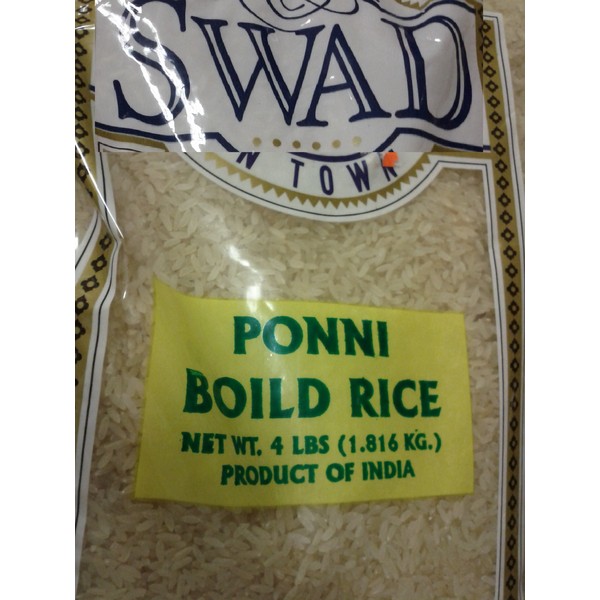 SWAD
N TOWN
PONNI
BOILD RICE
NET WT. 4 LBS (1.816 KG.)
PRODUCT OF INDIA